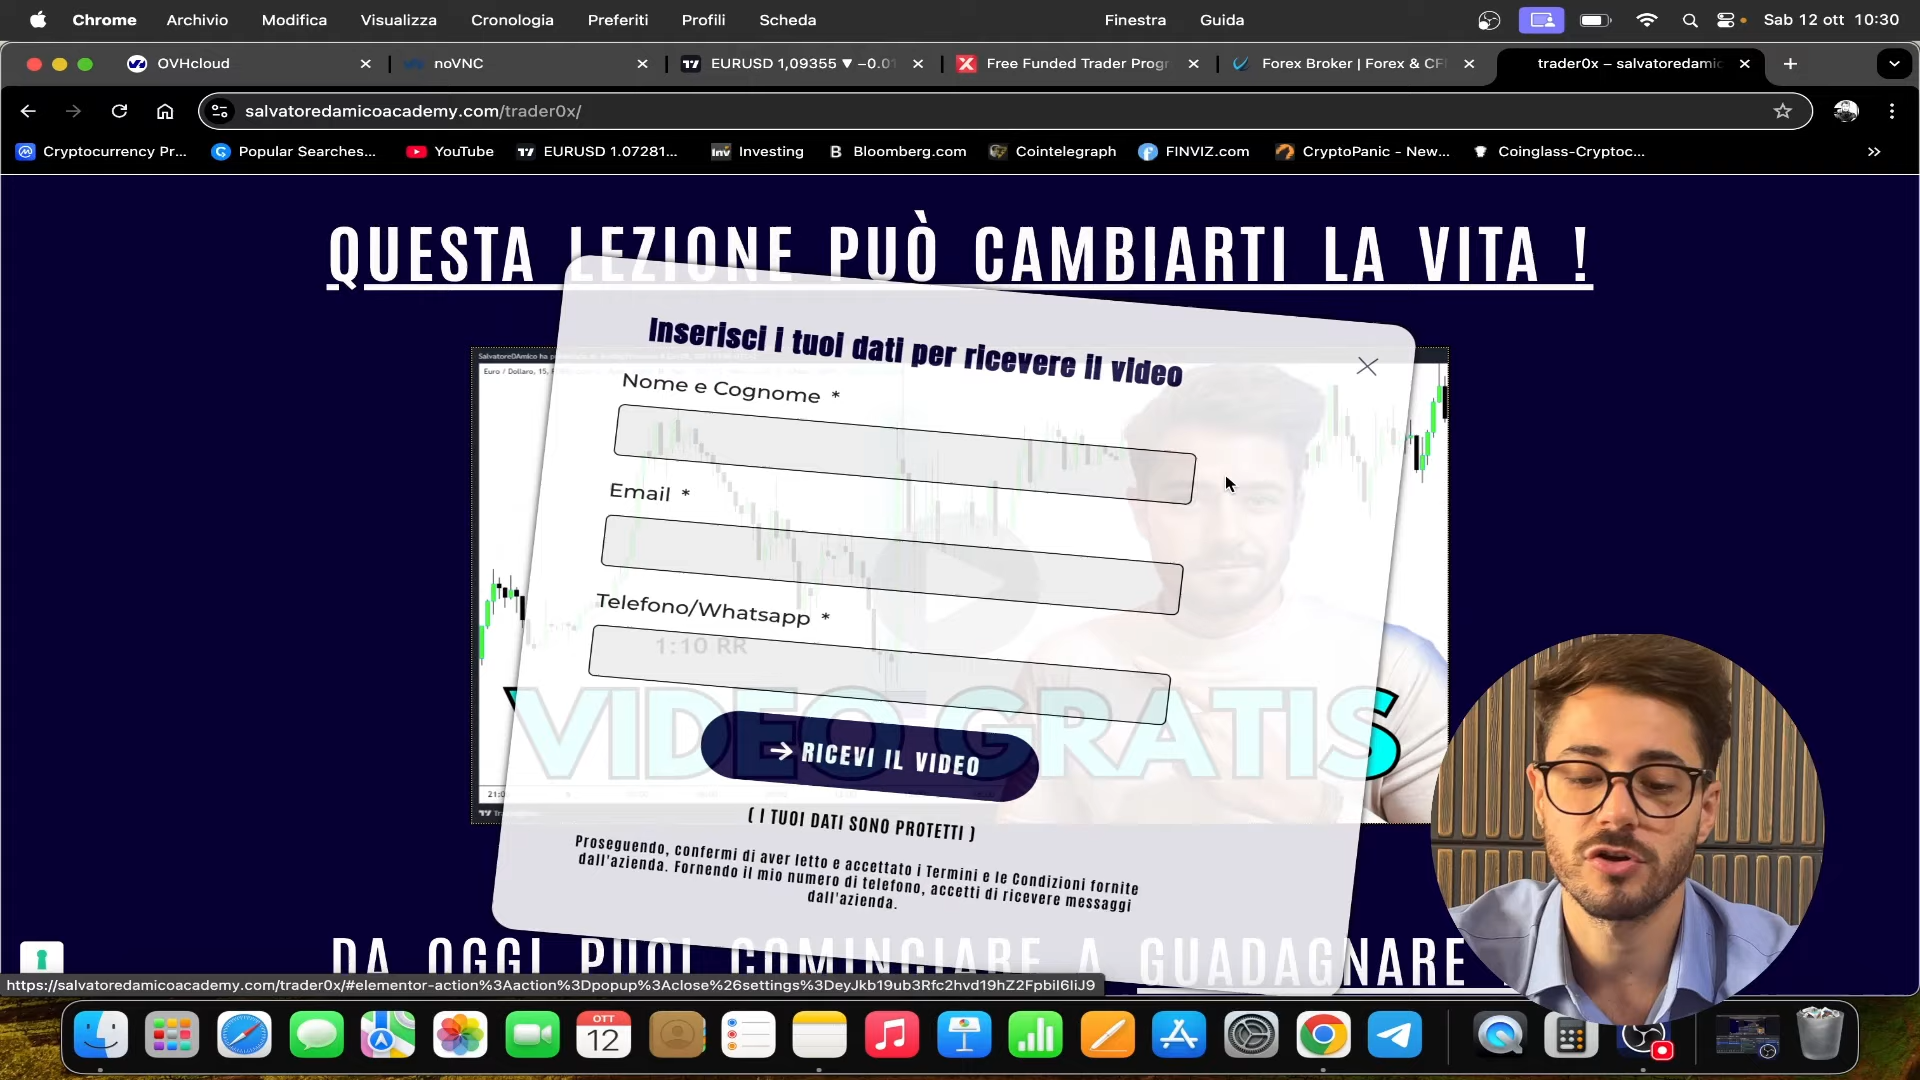 Chrome Archivio Modifica Visualizza Cronologia Preferiti Profili Scheda Finestra Guida Sab 12 ott 10:30
OVHcloud noVNC EURUSD 1,09355 ▼ −0.01 Free Funded Trader Prog Forex Broker | Forex & CF trader0x – salvatoredamic
salvatoredamicoacademy.com/trader0x/
Cryptocurrency Pr... Popular Searches... YouTube EURUSD 1.07281... Investing Bloomberg.com Cointelegraph FINVIZ.com CryptoPanic - New... Coinglass-Cryptoc...
QUESTA LEZIONE PUÒ CAMBIARTI LA VITA !
Euro / Dollaro, 15,
Inserisci i tuoi dati per ricevere il video
Nome e Cognome *
Email *
Telefono/Whatsapp *
1:10 RR
VIDEO GRATIS
→ RICEVI IL VIDEO
( I TUOI DATI SONO PROTETTI )
Proseguendo, confermi di aver letto e accettato i Termini e le Condizioni fornite
dall'azienda. Fornendo il mio numero di telefono, accetti di ricevere messaggi
dall'azienda.
DA OGGI PUOI COMINCIARE A GUADAGNARE
https://salvatoredamicoacademy.com/trader0x/#elementor-action%3Aaction%3Dpopup%3Aclose%26settings%3DeyJkb19ub3Rfc2hvd19hZ2FpbiI6IiJ9
OTT
12